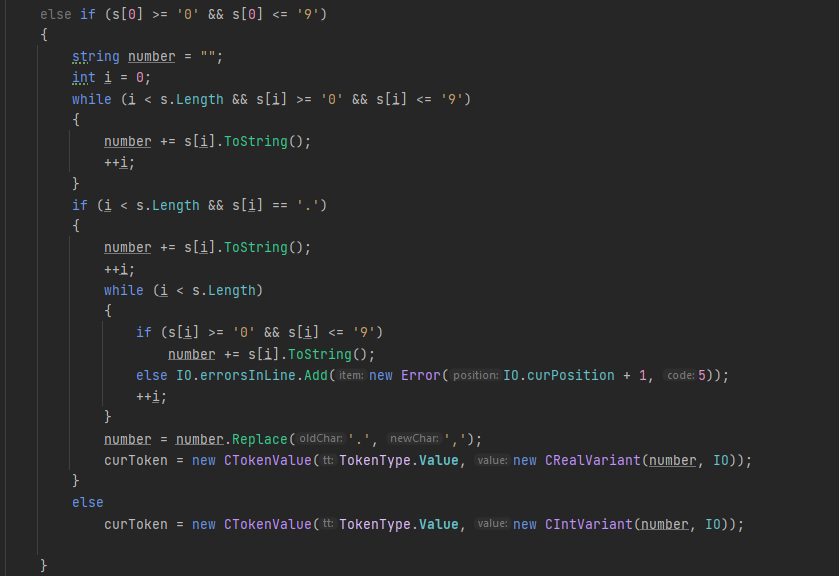 else if (s[0] >= '0' && s[0] <= '9')
{
string number = "";
int i = 0;
while (i < s.Length && s[i] >= '0' && s[i] <= '9')
{
number += s[i].ToString();
++i;
}
if (i < s.Length && s[i] == '.')
{
number += s[i].ToString();
++i;
while (i < s.Length)
{
if (s[i] >= '0' && s[i] <= '9')
number += s[i].ToString();
else IO.errorsInLine.Add( item: new Error( position: IO.curPosition + 1, code: 5));
++i;
}
number = number.Replace( oldChar: '.', newChar: ',');
curToken = new CTokenValue( tt: TokenType.Value, value: new CRealVariant(number, IO));
}
else
curToken = new CTokenValue( tt: TokenType.Value, value: new CIntVariant(number, IO));
}